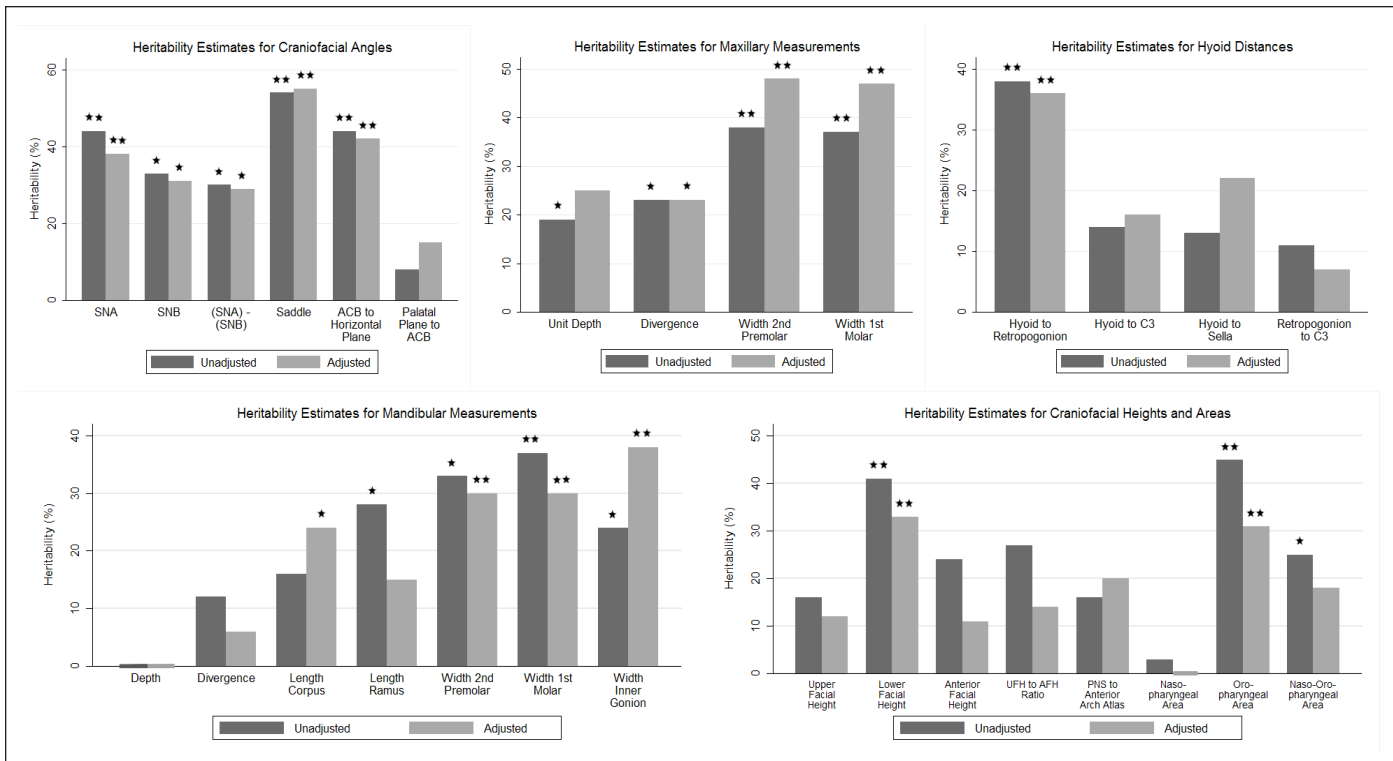 Heritability Estimates for Craniofacial Angles
Heritability (%)
60
40
20
0
★★
★★
★
★
★
★
★★
★★
★★
★★
SNA
SNB
(SNA) -
(SNB)
Saddle
ACB to
Horizontal
Plane
Palatal
Plane to
ACB
Unadjusted
Adjusted
Heritability Estimates for Maxillary Measurements
Heritability (%)
50
40
30
20
10
0
★
★
★
★★
★★
★★
★★
Unit Depth
Divergence
Width 2nd
Premolar
Width 1st
Molar
Unadjusted
Adjusted
Heritability Estimates for Hyoid Distances
Heritability (%)
40
30
20
10
0
★★
★★
Hyoid to
Retropogonion
Hyoid to C3
Hyoid to
Sella
Retropogonion
to C3
Unadjusted
Adjusted
Heritability Estimates for Mandibular Measurements
Heritability (%)
40
30
20
10
0
★
★
★
★★
★★
★★
★
★★
Depth
Divergence
Length
Corpus
Length
Ramus
Width 2nd
Premolar
Width 1st
Molar
Width
Inner
Gonion
Unadjusted
Adjusted
Heritability Estimates for Craniofacial Heights and Areas
Heritability (%)
50
40
30
20
10
0
★★
★★
★★
★★
★
Upper
Facial
Height
Lower
Facial
Height
Anterior
Facial
Height
UFH to AFH
Ratio
PNS to
Anterior
Arch Atlas
Naso-
pharyngeal
Area
Oro-
pharyngeal
Area
Naso-Oro-
pharyngeal
Area
Unadjusted
Adjusted